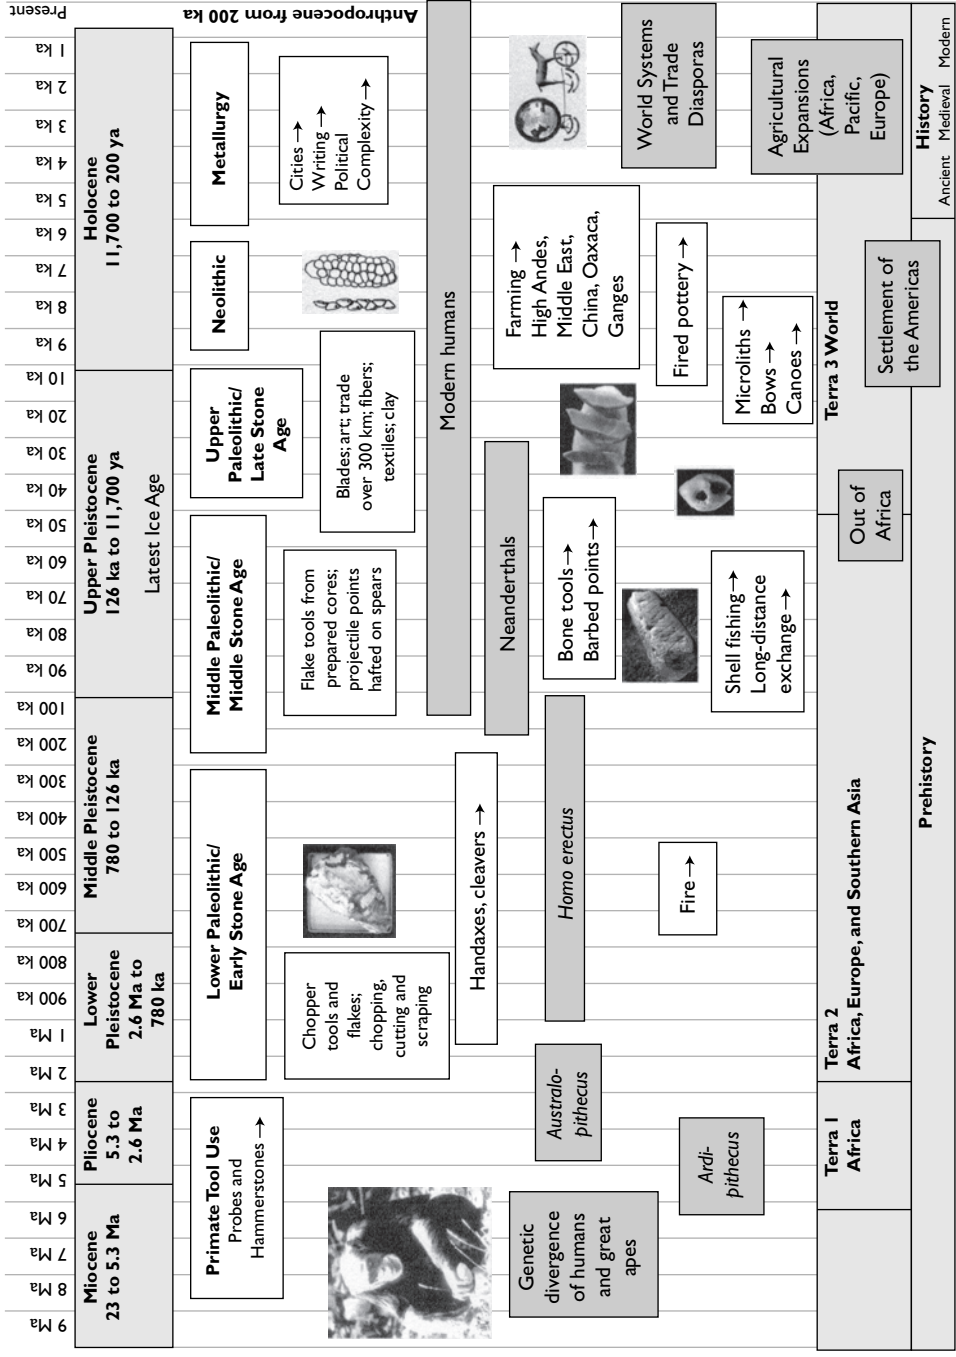 9 Ma
8 Ma
7 Ma
6 Ma
5 Ma
4 Ma
3 Ma
2 Ma
1 Ma
900 ka
800 ka
700 ka
600 ka
500 ka
400 ka
300 ka
200 ka
100 ka
90 ka
80 ka
70 ka
60 ka
50 ka
40 ka
30 ka
20 ka
10 ka
9 ka
8 ka
7 ka
6 ka
5 ka
4 ka
3 ka
2 ka
1 ka
Present
Miocene
23 to 5.3 Ma
Pliocene
5.3 to
2.6 Ma
Lower
Pleistocene
2.6 Ma to
780 ka
Middle Pleistocene
780 to 126 ka
Upper Pleistocene
126 ka to 11,700 ya
Latest Ice Age
Holocene
11,700 to 200 ya
Anthropocene from 200 ka
Primate Tool Use
Probes and
Hammerstones →
Lower Paleolithic/
Early Stone Age
Middle Paleolithic/
Middle Stone Age
Upper
Paleolithic/
Late Stone
Age
Neolithic
Metallurgy
Chopper
tools and
flakes;
chopping,
cutting and
scraping
Flake tools from
prepared cores;
projectile points
hafted on spears
Blades; art; trade
over 300 km; fibers;
textiles; clay
Cities →
Writing →
Political
Complexity →
Modern humans
Handaxes, cleavers →
Neanderthals
Genetic
divergence
of humans
and great
apes
Australo-
pithecus
Homo erectus
Bone tools →
Barbed points →
Farming →
High Andes,
Middle East,
China, Oaxaca,
Ganges
World Systems
and Trade
Diasporas
Ardi-
pithecus
Fire →
Shell fishing →
Long-distance
exchange →
Fired pottery →
Microliths →
Bows →
Canoes →
Agricultural
Expansions
(Africa,
Pacific,
Europe)
Terra 1
Africa
Terra 2
Africa, Europe, and Southern Asia
Out of
Africa
Terra 3 World
Settlement of
the Americas
Prehistory
History
Ancient Medieval Modern